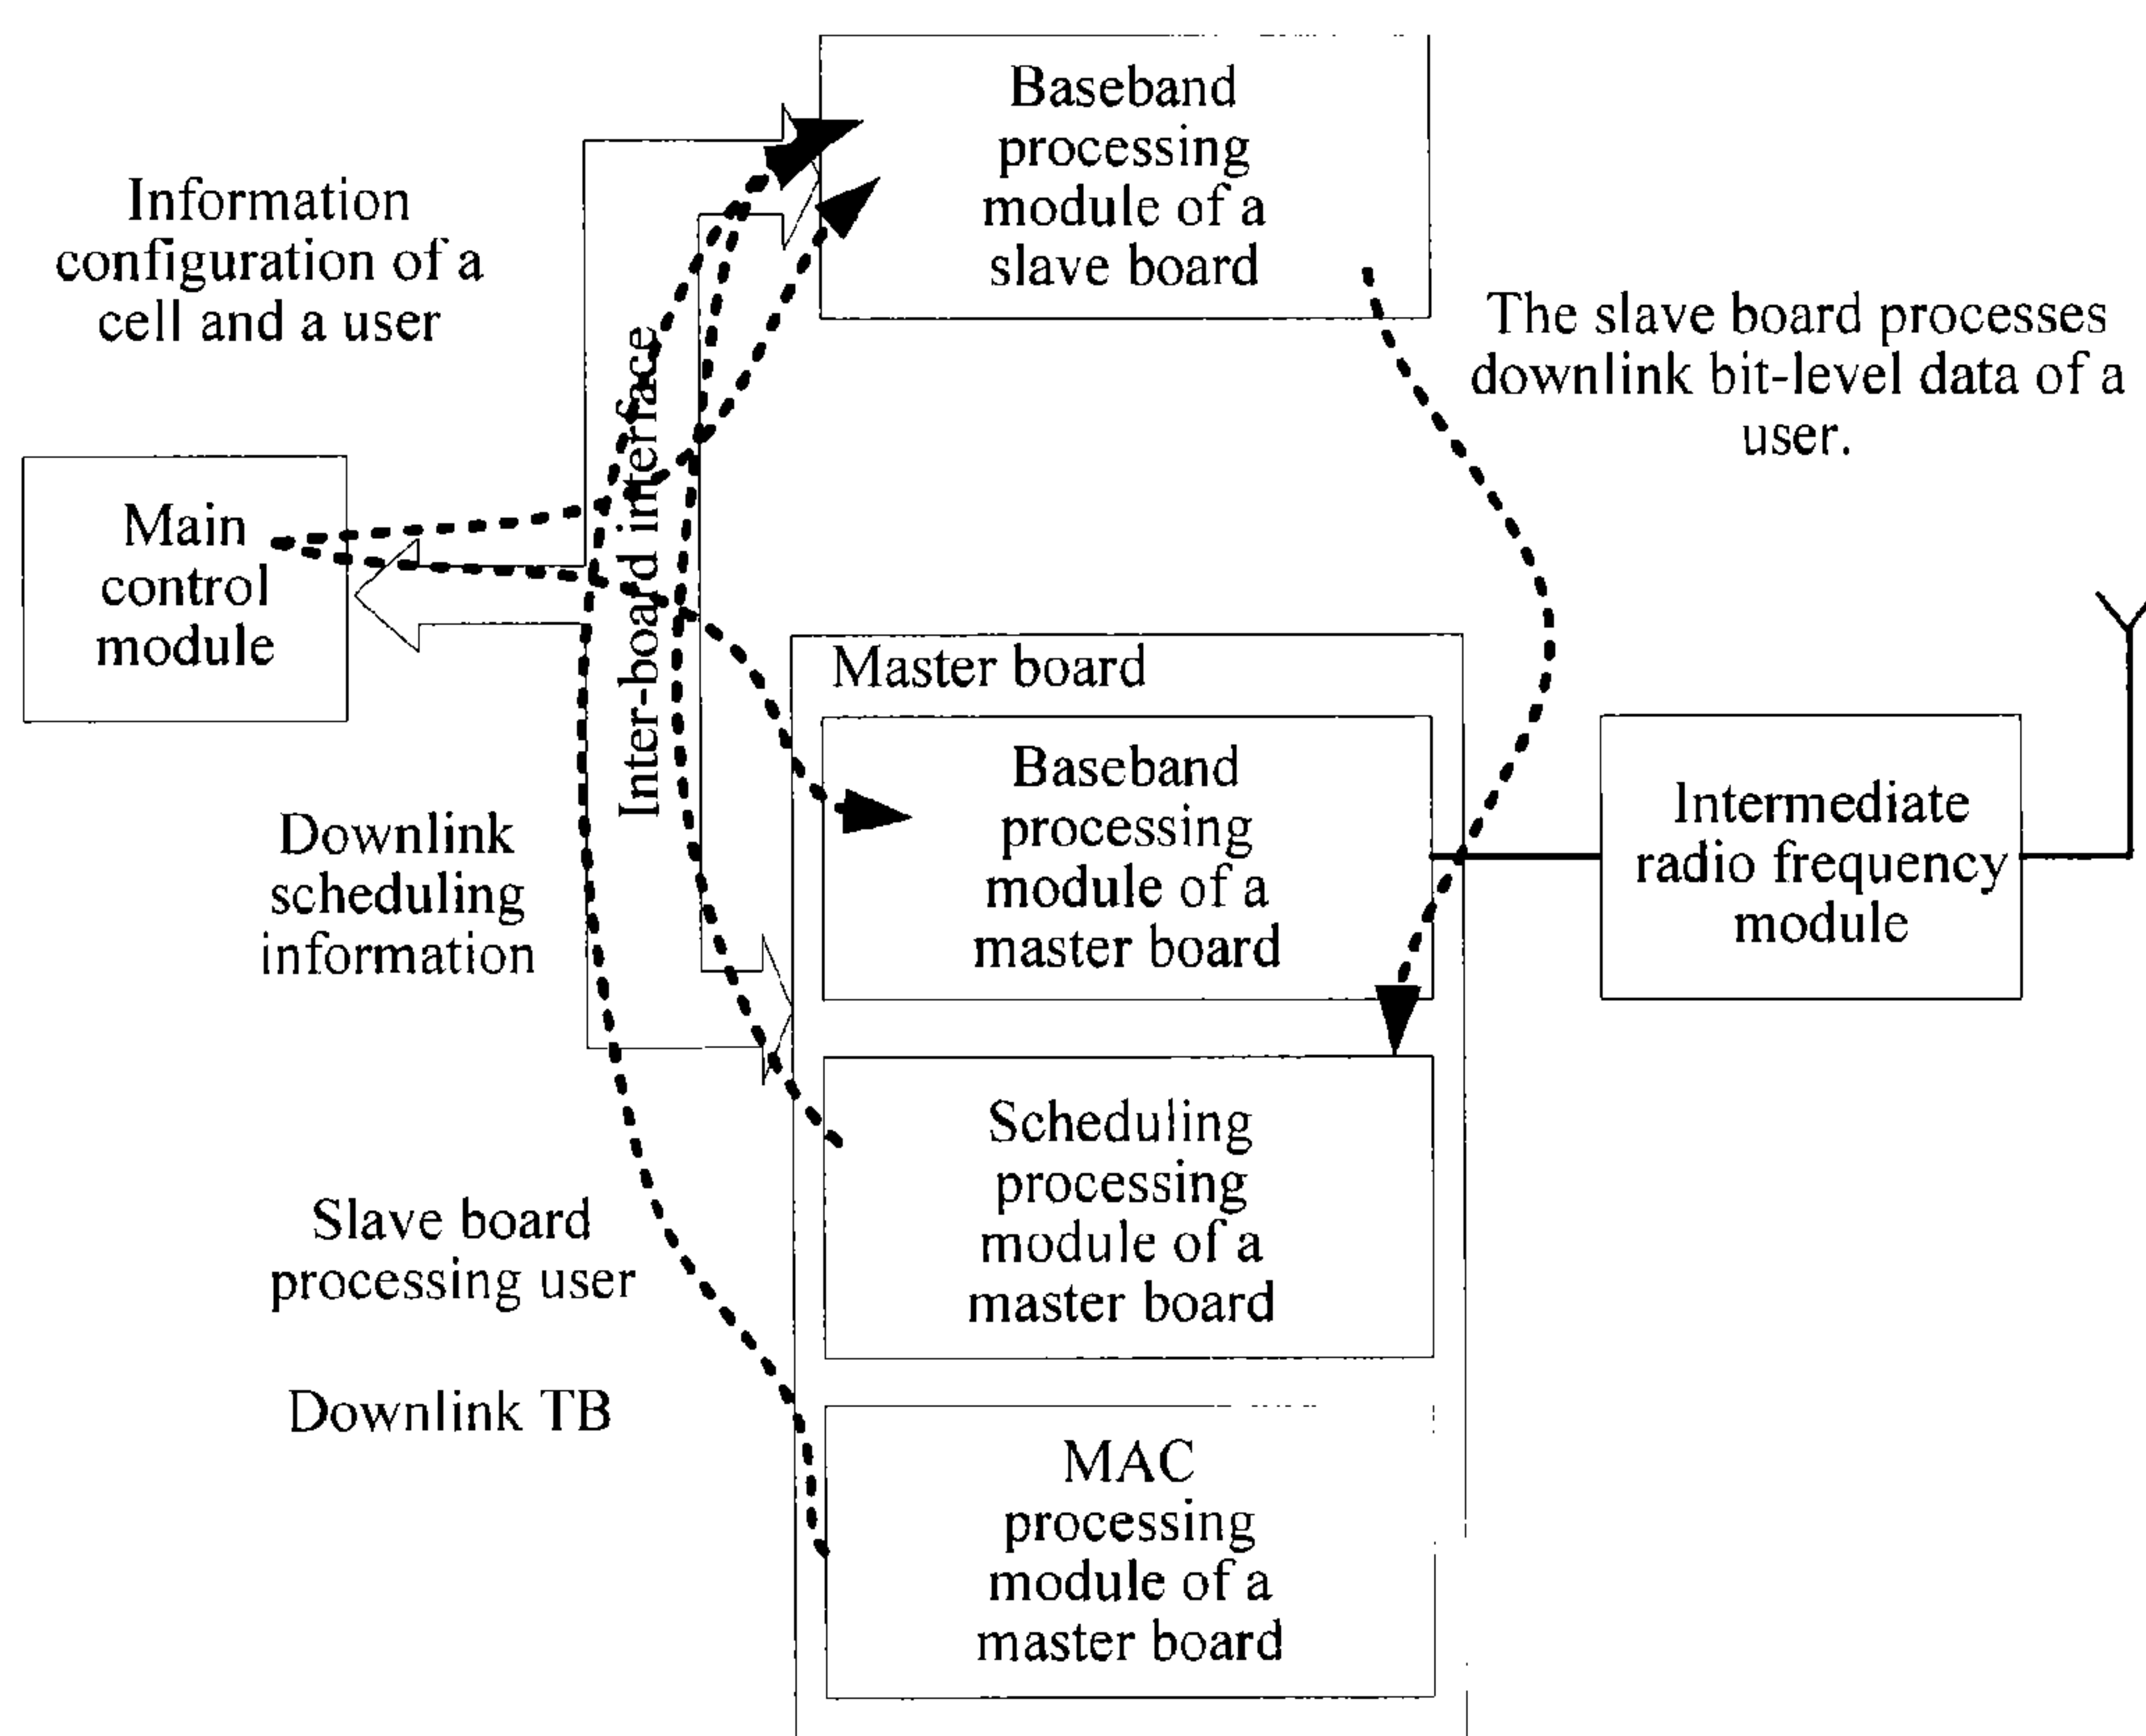 Baseband
processing
module of a
slave board
Information
configuration of a
cell and a user
The slave board processes
downlink bit-level data of a
user.
Inter-board interface
Main
control
module
Master board
Baseband
processing
module of a
master board
Intermediate
radio frequency
module
Downlink
scheduling
information
Scheduling
processing
module of a
master board
Slave board
processing user
Downlink TB
MAC
processing
module of a
master board